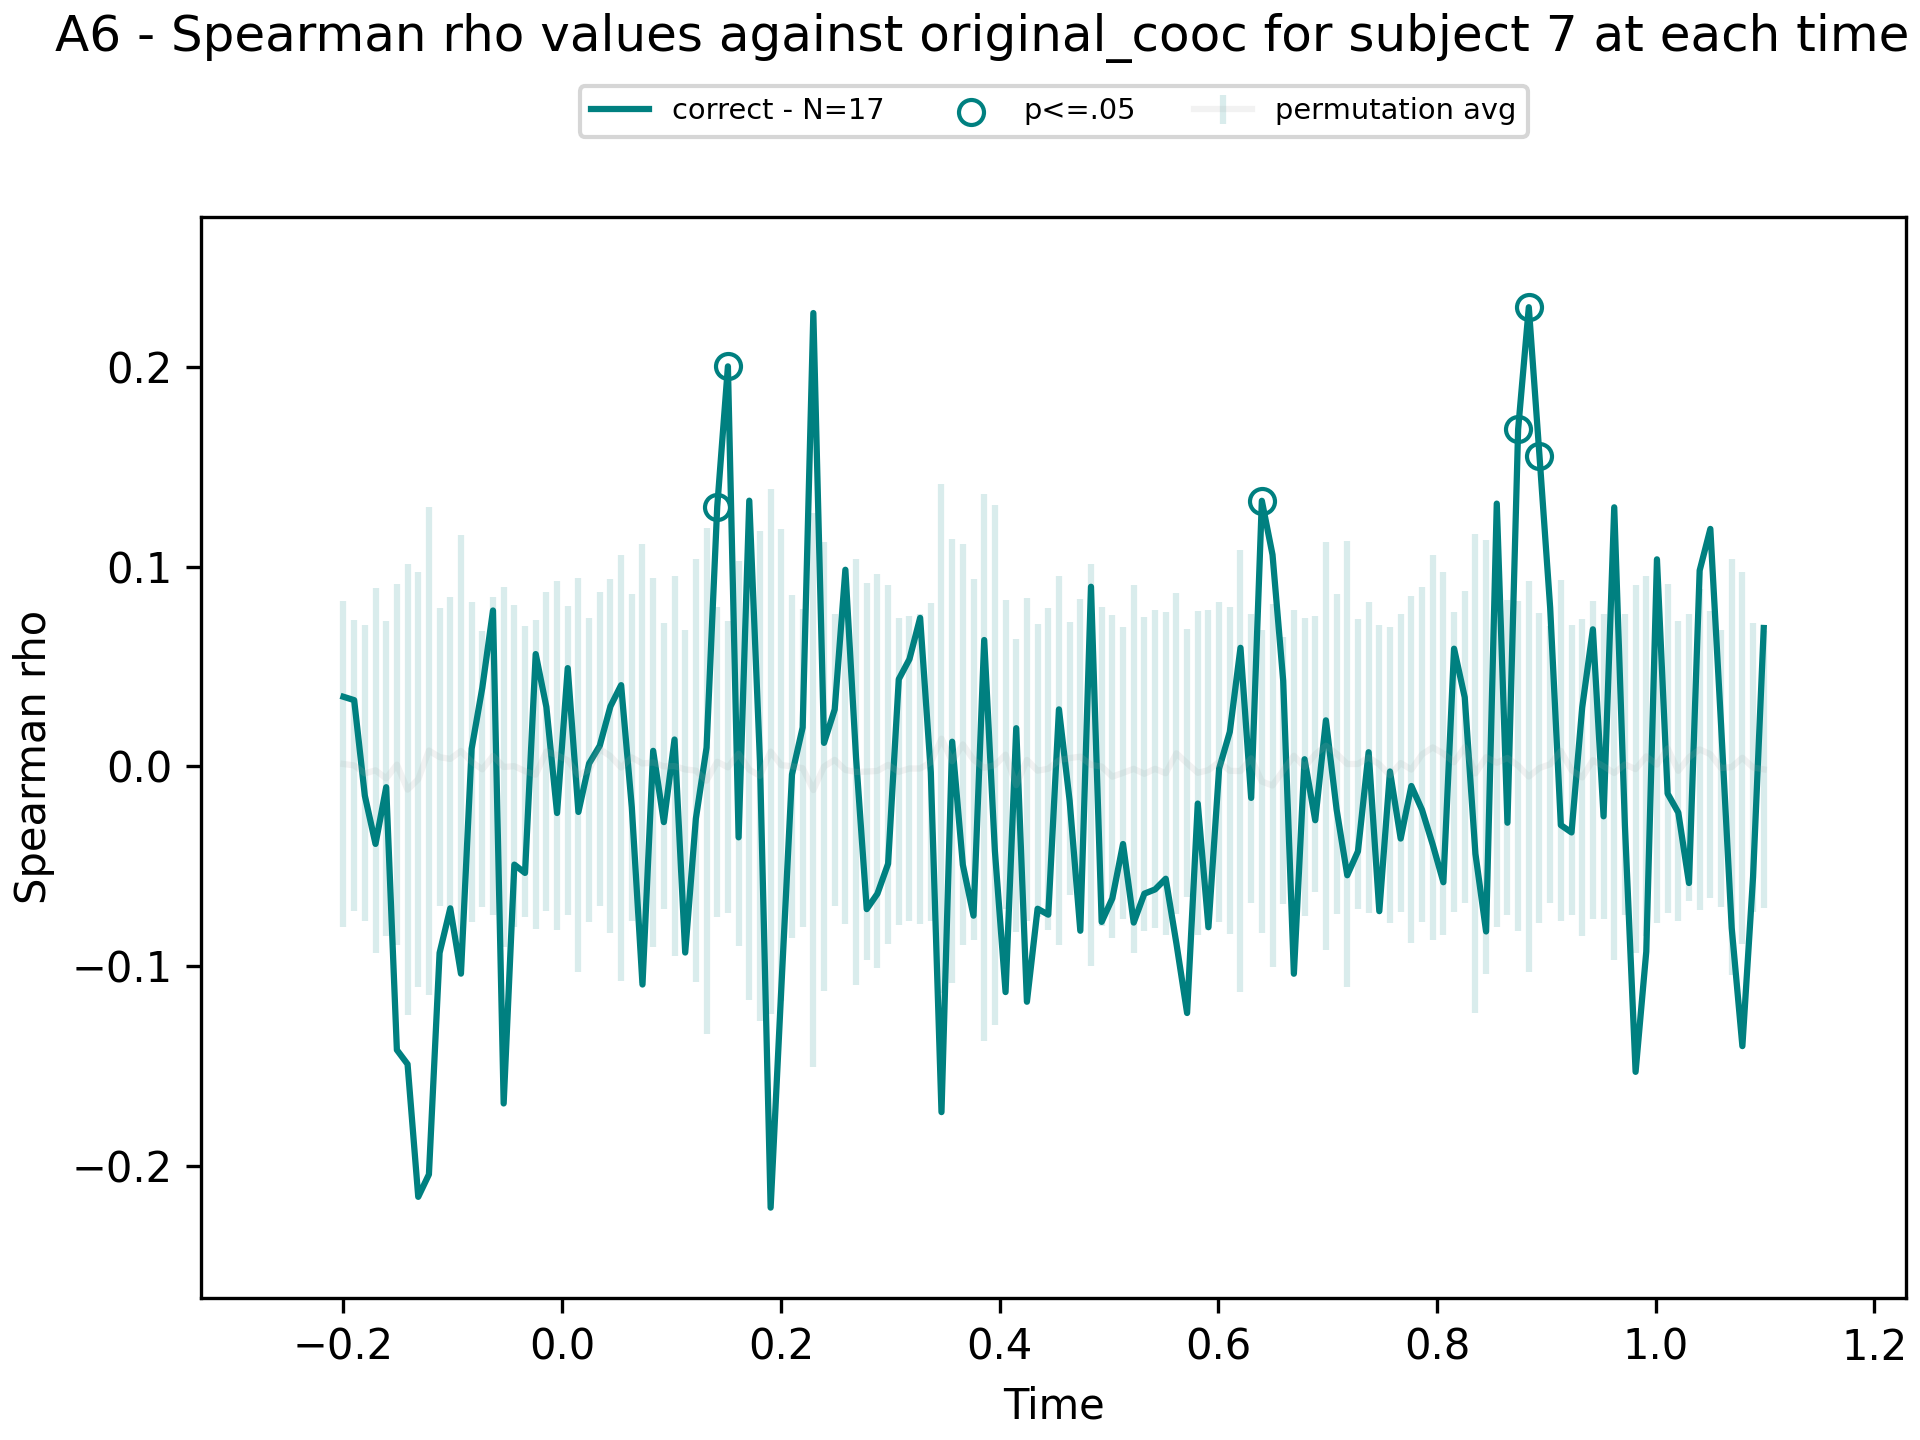 A6 - Spearman rho values against original_cooc for subject 7 at each time
correct - N=17 p<=.05 permutation avg
Spearman rho
0.2
0.1
0.0
−0.1
−0.2
−0.2 0.0 0.2 0.4 0.6 0.8 1.0 1.2
Time